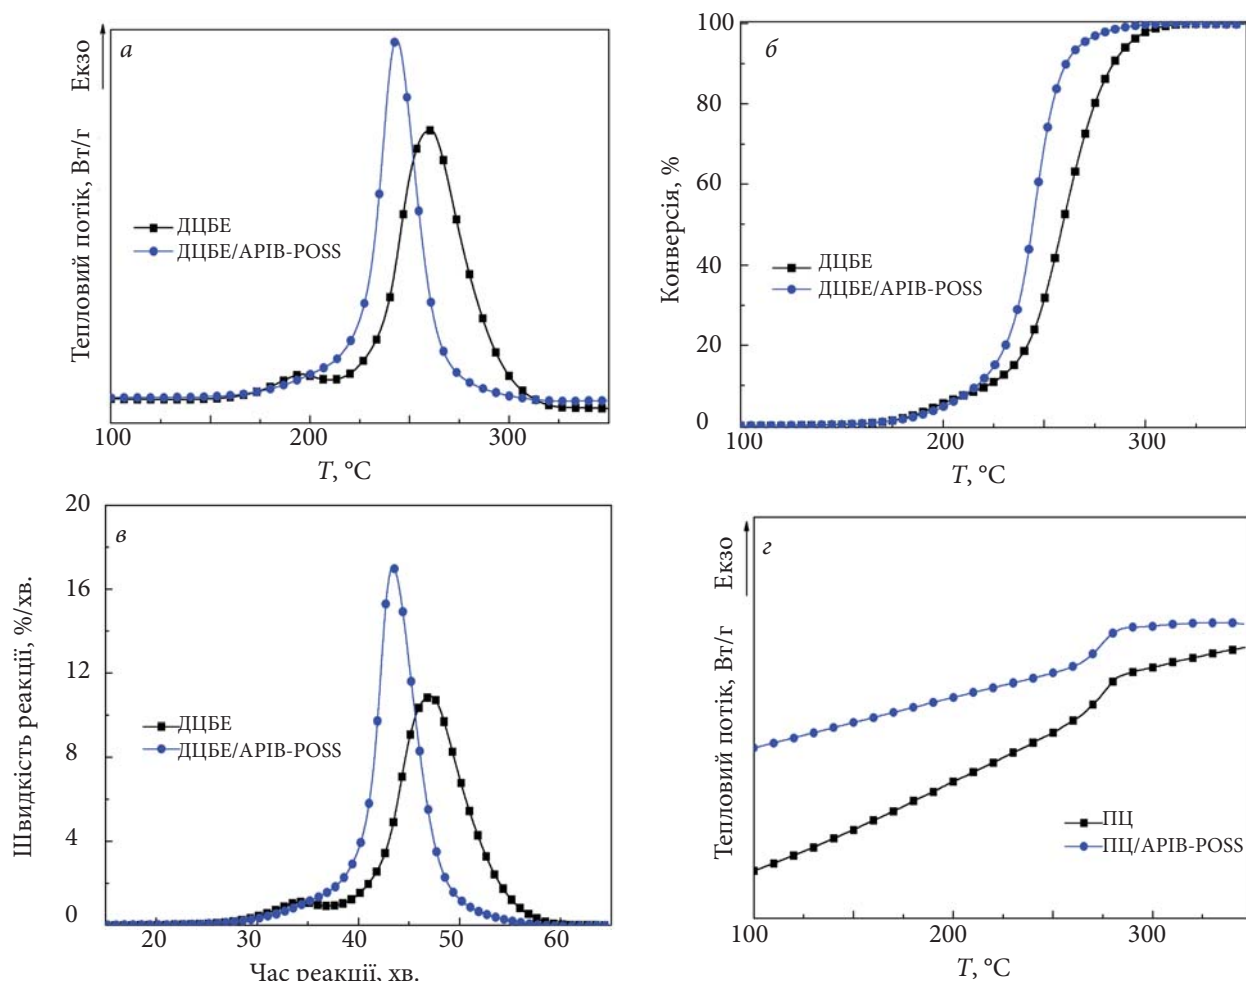 а
Екзо
Тепловий потік, Вт/г
ДЦБЕ
ДЦБЕ/APIB-POSS
100
200
300
T, °C
б
100
80
60
40
20
0
Конверсія, %
ДЦБЕ
ДЦБЕ/APIB-POSS
100
200
300
T, °C
в
20
16
12
8
4
0
Швидкість реакції, %/хв.
ДЦБЕ
ДЦБЕ/APIB-POSS
20
30
40
50
60
Час реакції, хв.
г
Екзо
Тепловий потік, Вт/г
ПЦ
ПЦ/APIB-POSS
100
200
300
T, °C